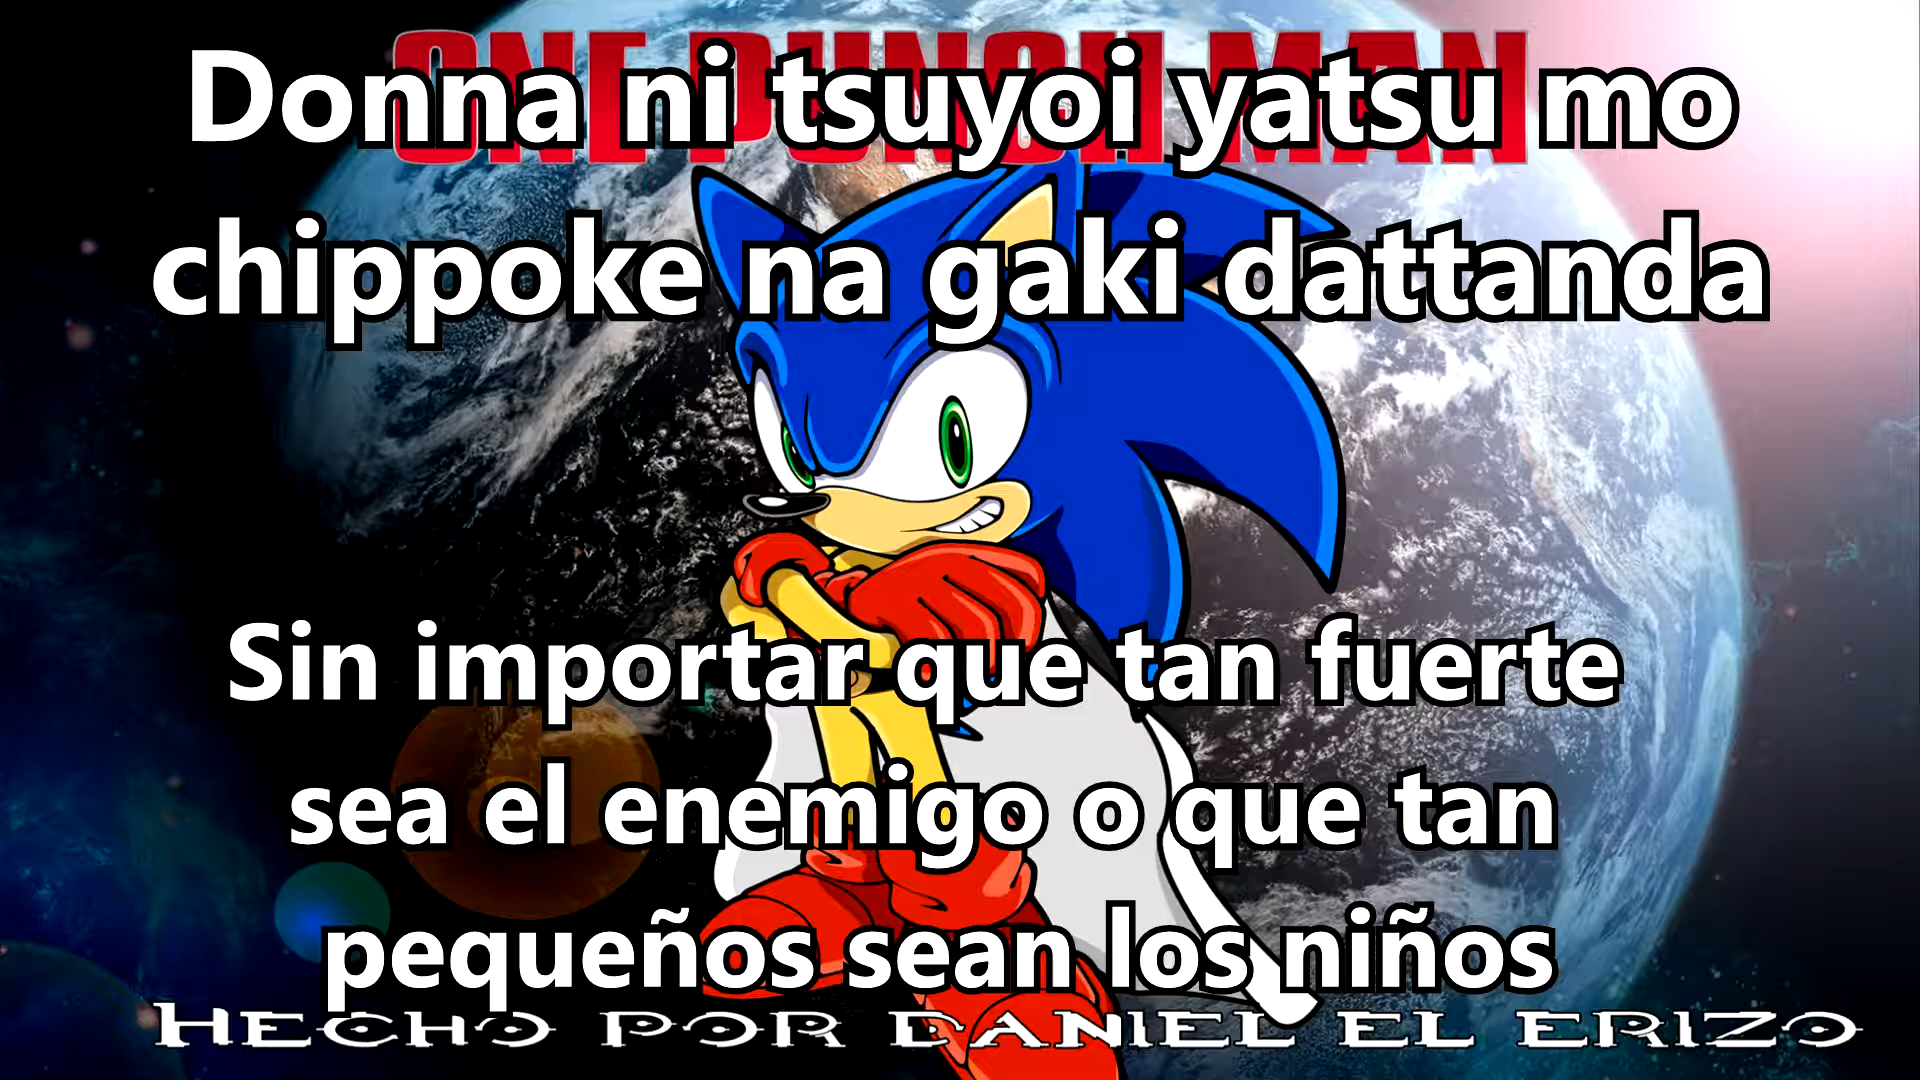 ONE PUNCH MAN
Donna ni tsuyoi yatsu mo
chippoke na gaki dattanda
Sin importar que tan fuerte
sea el enemigo o que tan
pequeños sean los niños
HECHO POR DANIEL EL ERIZO